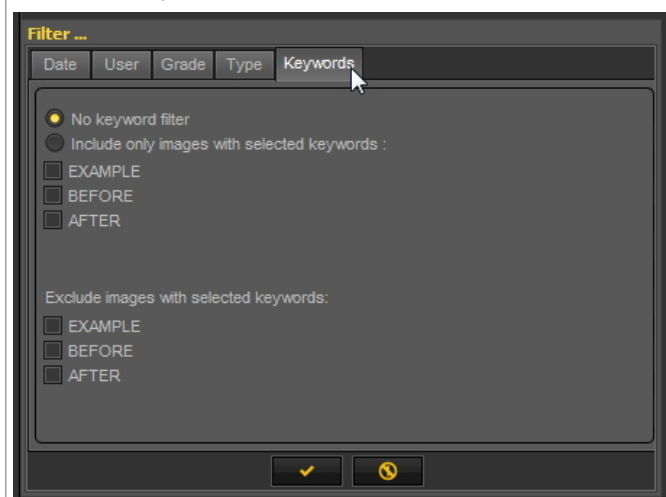 Filter ...
Date User Grade Type Keywords
No keyword filter
Include only images with selected keywords :
EXAMPLE
BEFORE
AFTER
Exclude images with selected keywords:
EXAMPLE
BEFORE
AFTER